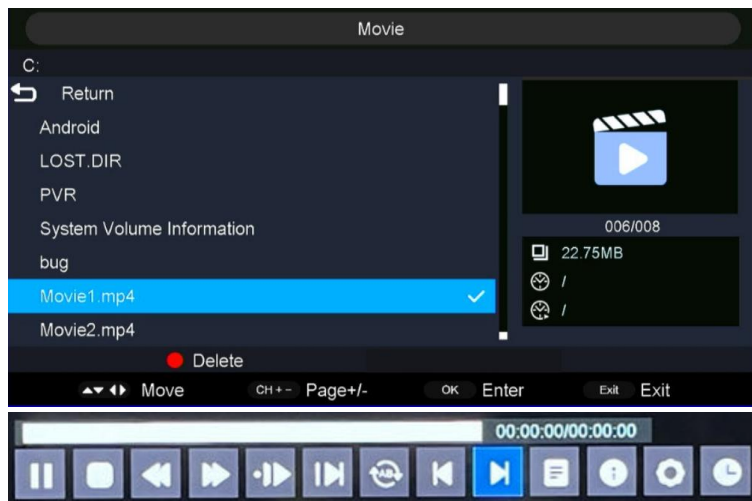 Movie
C:
Return
Android
LOST.DIR
PVR
System Volume Information
bug
Movie1.mp4
Movie2.mp4
006/008
22.75MB
/
/
Delete
Move CH + - Page+/- OK Enter Exit Exit
00:00:00/00:00:00
AB